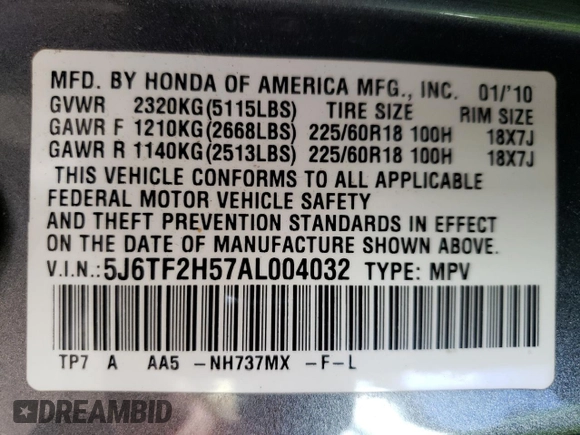 MFD. BY HONDA OF AMERICA MFG., INC. 01/'10
GVWR 2320KG(5115LBS) TIRE SIZE RIM SIZE
GAWR F 1210KG(2668LBS) 225/60R18 100H 18X7J
GAWR R 1140KG(2513LBS) 225/60R18 100H 18X7J
THIS VEHICLE CONFORMS TO ALL APPLICABLE
FEDERAL MOTOR VEHICLE SAFETY
AND THEFT PREVENTION STANDARDS IN EFFECT
ON THE DATE OF MANUFACTURE SHOWN ABOVE.
V.I.N.:5J6TF2H57AL004032 TYPE: MPV
TP7 A AA5 -NH737MX -F-L
DREAMBID